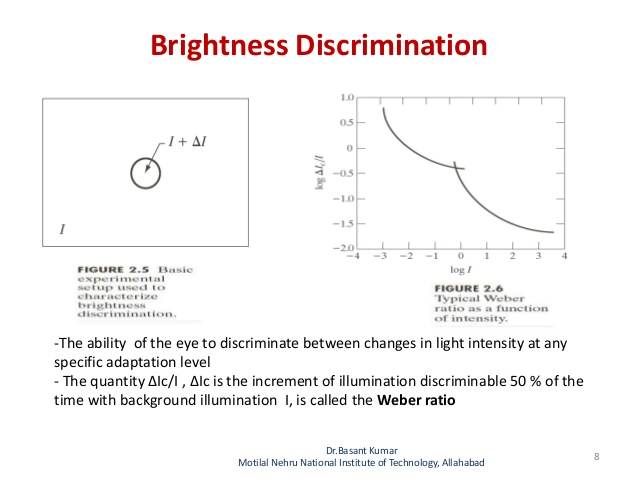 Brightness Discrimination
I + ΔI
I
FIGURE 2.5 Basic
experimental
setup used to
characterize
brightness
discrimination.
1.0
0.5
0
−0.5
−1.0
−1.5
−2.0
log ΔIc/I
−4 −3 −2 −1 0 1 2 3 4
log I
FIGURE 2.6
Typical Weber
ratio as a function
of intensity.
-The ability of the eye to discriminate between changes in light intensity at any
specific adaptation level
- The quantity ΔIc/I , ΔIc is the increment of illumination discriminable 50 % of the
time with background illumination I, is called the Weber ratio
Dr.Basant Kumar
Motilal Nehru National Institute of Technology, Allahabad
8